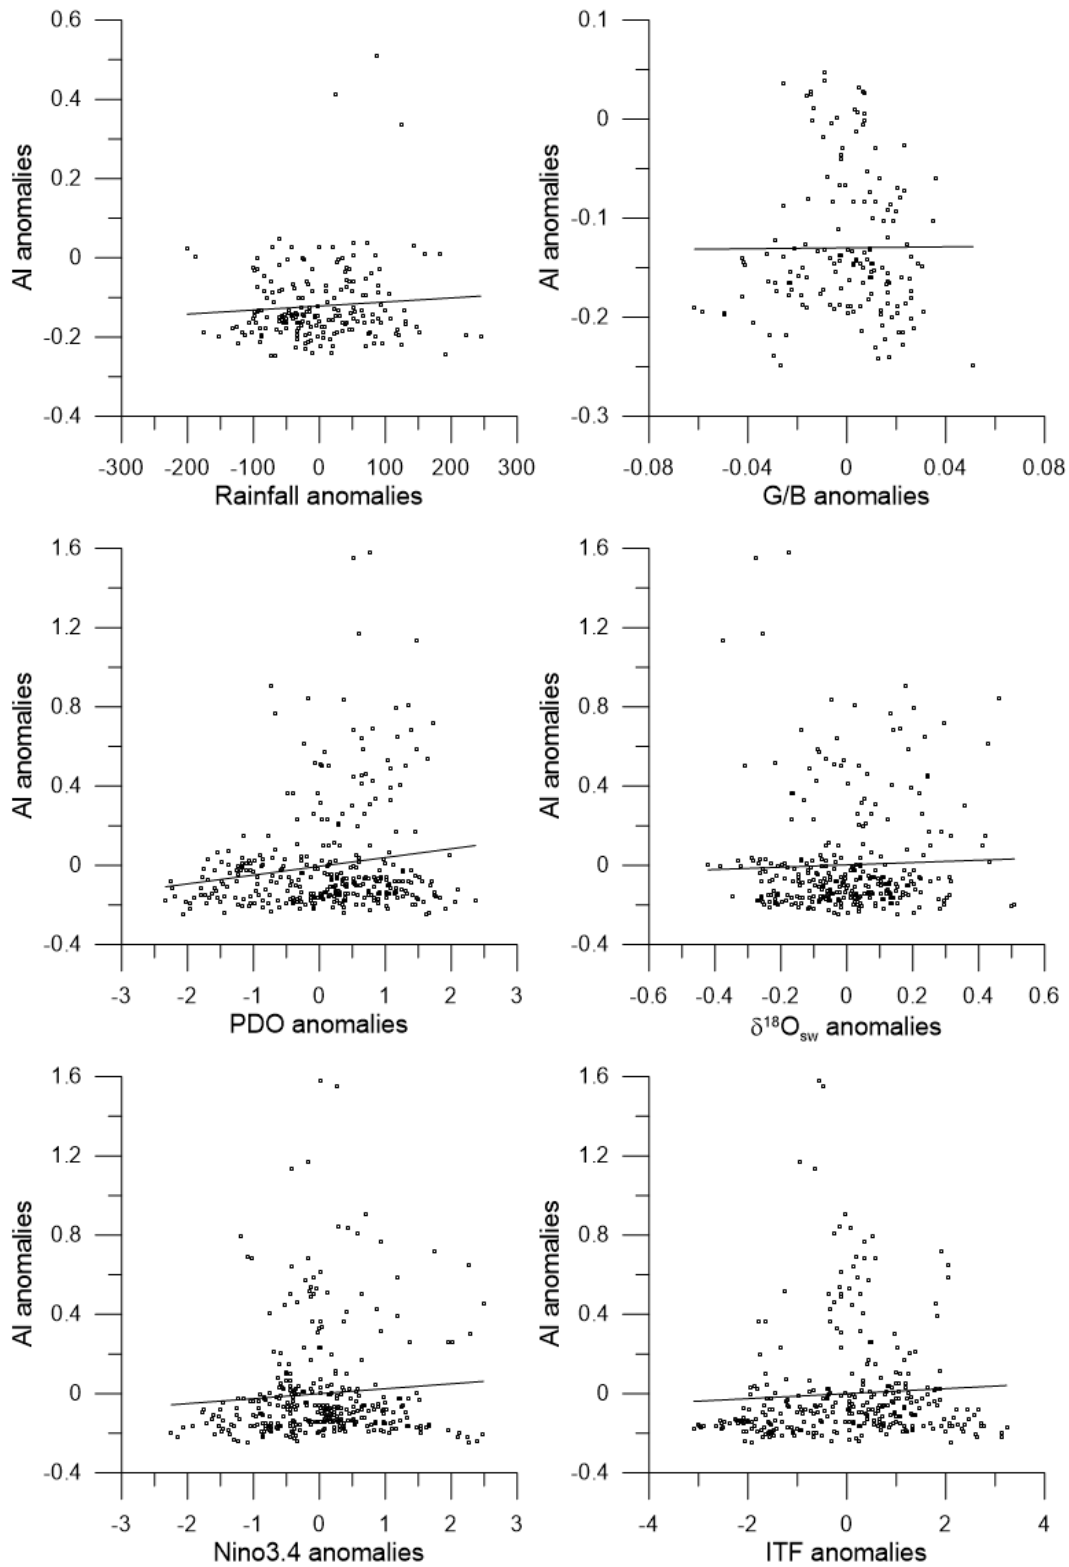 0.6
0.4
0.2
0
-0.2
-0.4
AI anomalies
-300 -200 -100 0 100 200 300
Rainfall anomalies
0.1
0
-0.1
-0.2
-0.3
AI anomalies
-0.08 -0.04 0 0.04 0.08
G/B anomalies
1.6
1.2
0.8
0.4
0
-0.4
AI anomalies
-3 -2 -1 0 1 2 3
PDO anomalies
1.6
1.2
0.8
0.4
0
-0.4
AI anomalies
-0.6 -0.4 -0.2 0 0.2 0.4 0.6
δ¹⁸Oₛw anomalies
1.6
1.2
0.8
0.4
0
-0.4
AI anomalies
-3 -2 -1 0 1 2 3
Nino3.4 anomalies
1.6
1.2
0.8
0.4
0
-0.4
AI anomalies
-4 -2 0 2 4
ITF anomalies